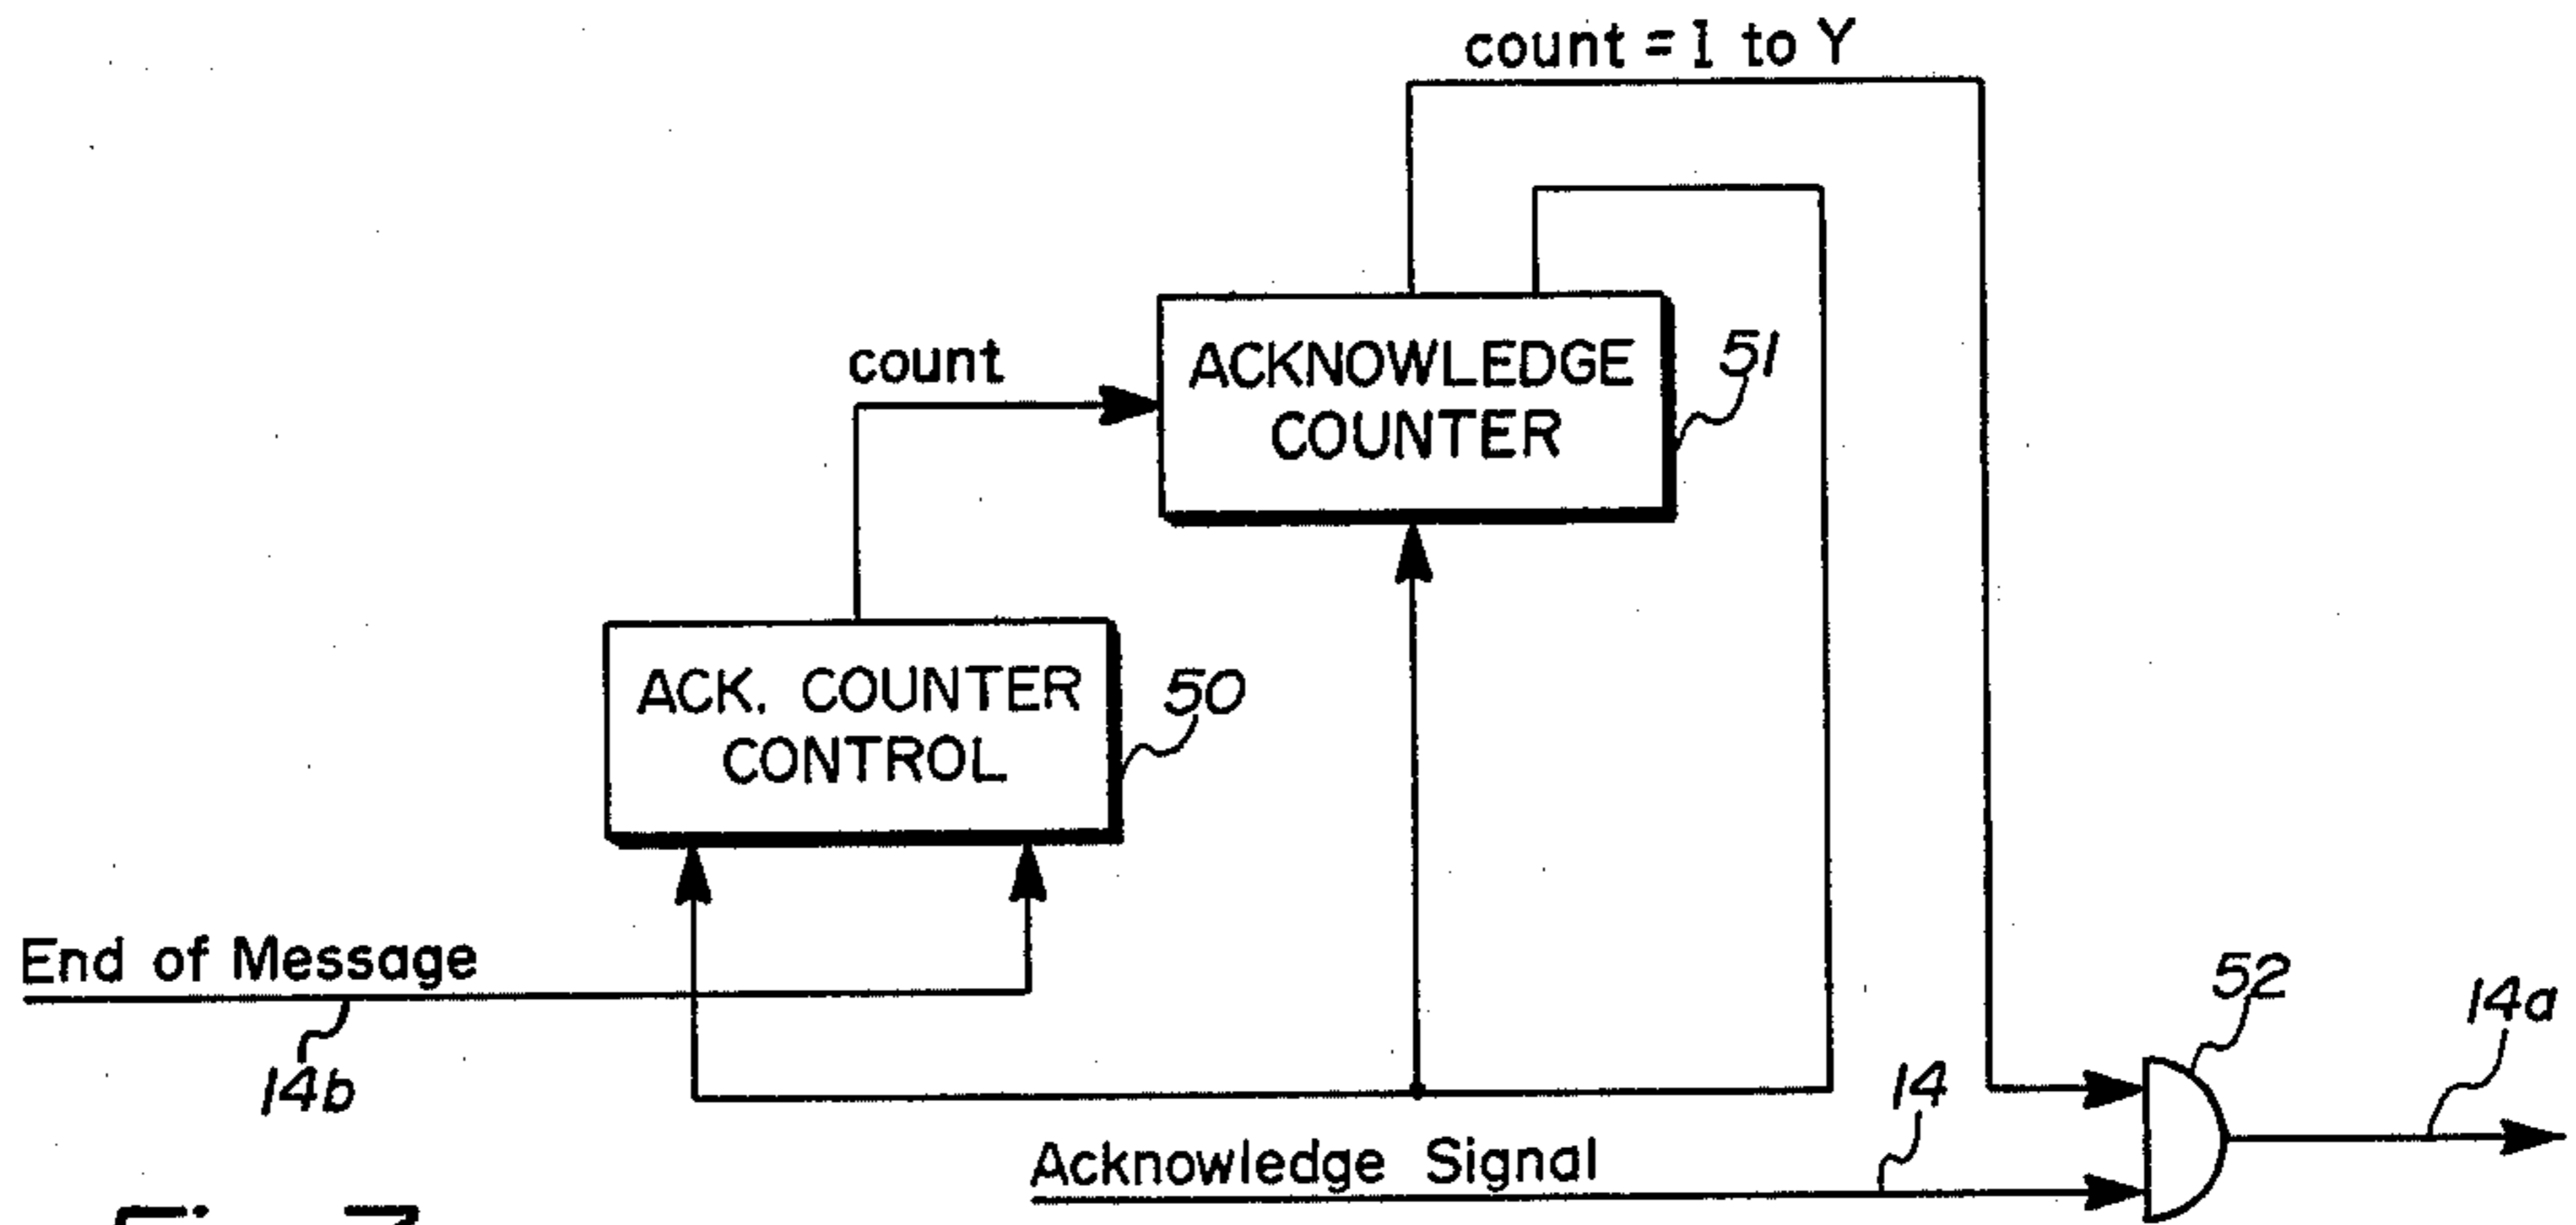 count = 1 to Y
count
ACKNOWLEDGE
COUNTER
51
ACK. COUNTER
CONTROL
50
End of Message
14b
52
14a
14
Acknowledge Signal